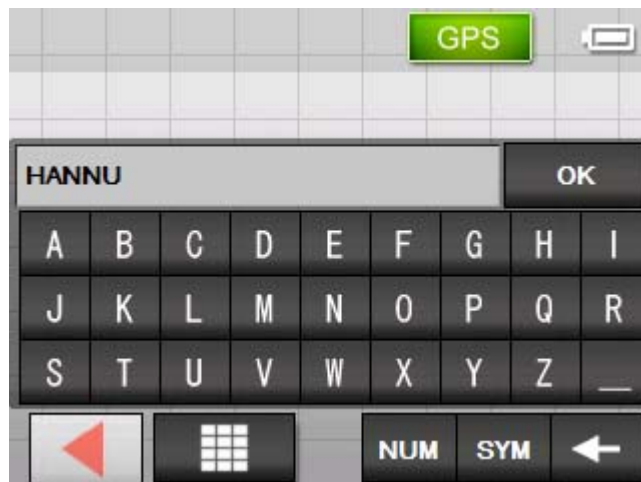 GPS
HANNU OK
A B C D E F G H I
J K L M N O P Q R
S T U V W X Y Z _
NUM SYM